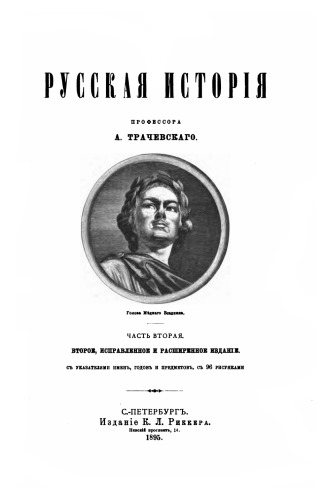 РУССКАЯ ИСТОРІЯ
ПРОФЕССОРА
А. ТРАЧЕВСКАГО.
Голова Мѣднаго Всадника.
ЧАСТЬ ВТОРАЯ.
ВТОРОЕ, ИСПРАВЛЕННОЕ И РАСШИРЕННОЕ ИЗДАНІЕ.
СЪ УКАЗАТЕЛЯМИ ИМЕНЪ, ГОДОВЪ И ПРЕДМЕТОВЪ, СЪ 96 РИСУНКАМИ
С.-ПЕТЕРБУРГЪ.
Изданіе К. Л. Риккера.
Невскій проспектъ, 14.
1895.